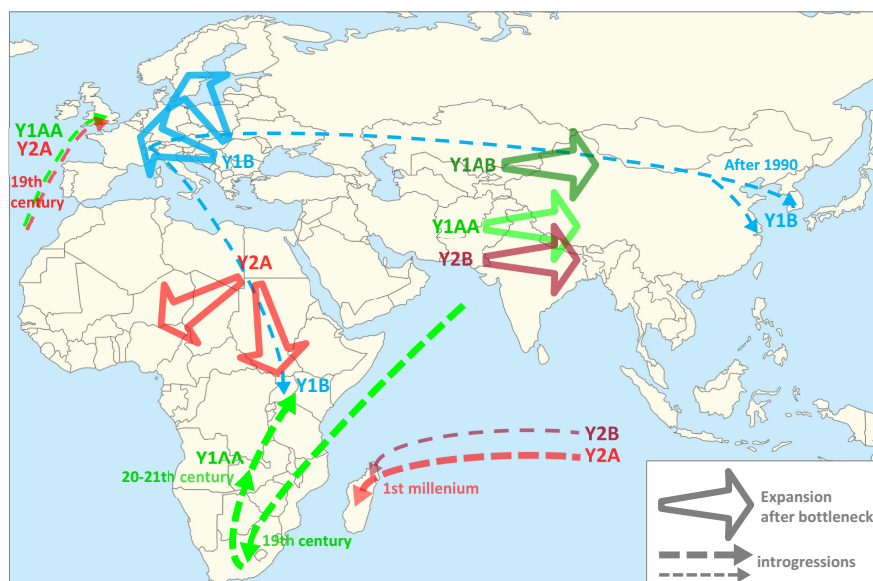 Y1AA
Y2A
19th
century
Y1B
Y1AB
After 1990
Y1B
Y1AA
Y2B
Y2A
Y1B
Y1AA
20-21th century
19th century
Y2B
Y2A
1st millenium
Expansion
after bottleneck
introgressions